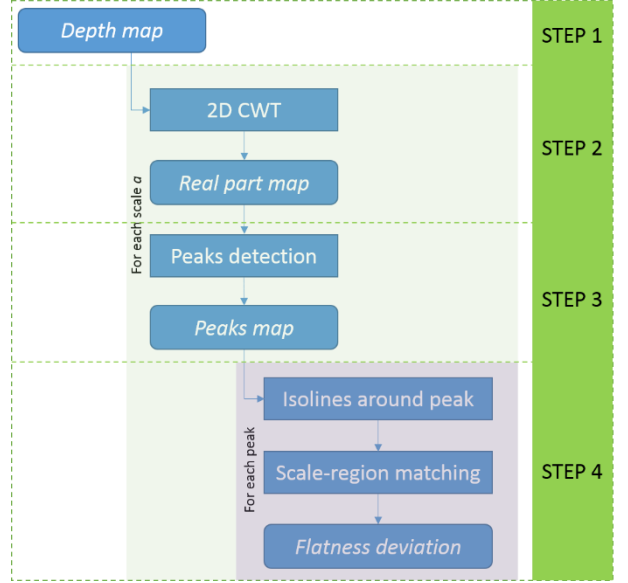 Depth map
STEP 1
2D CWT
STEP 2
Real part map
For each scale a
Peaks detection
STEP 3
Peaks map
Isolines around peak
For each peak
Scale-region matching
STEP 4
Flatness deviation